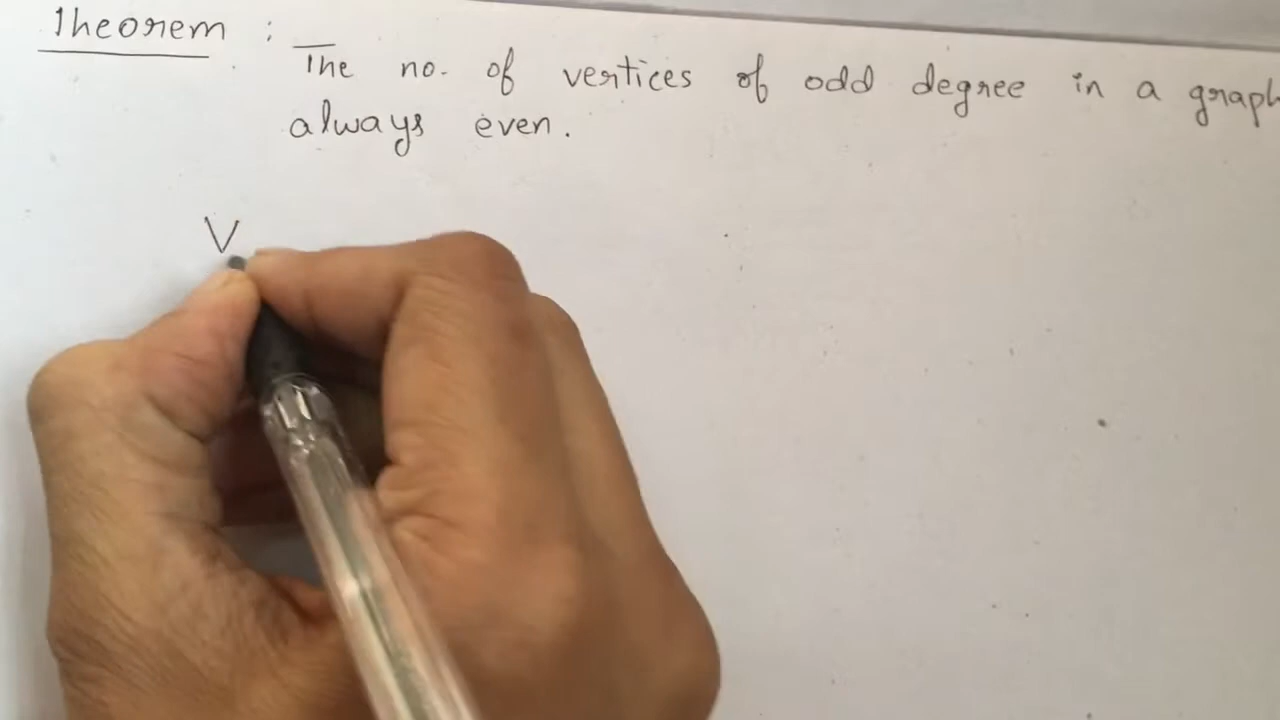 Theorem :
The no. of vertices of odd degree in a graph
always even.
V